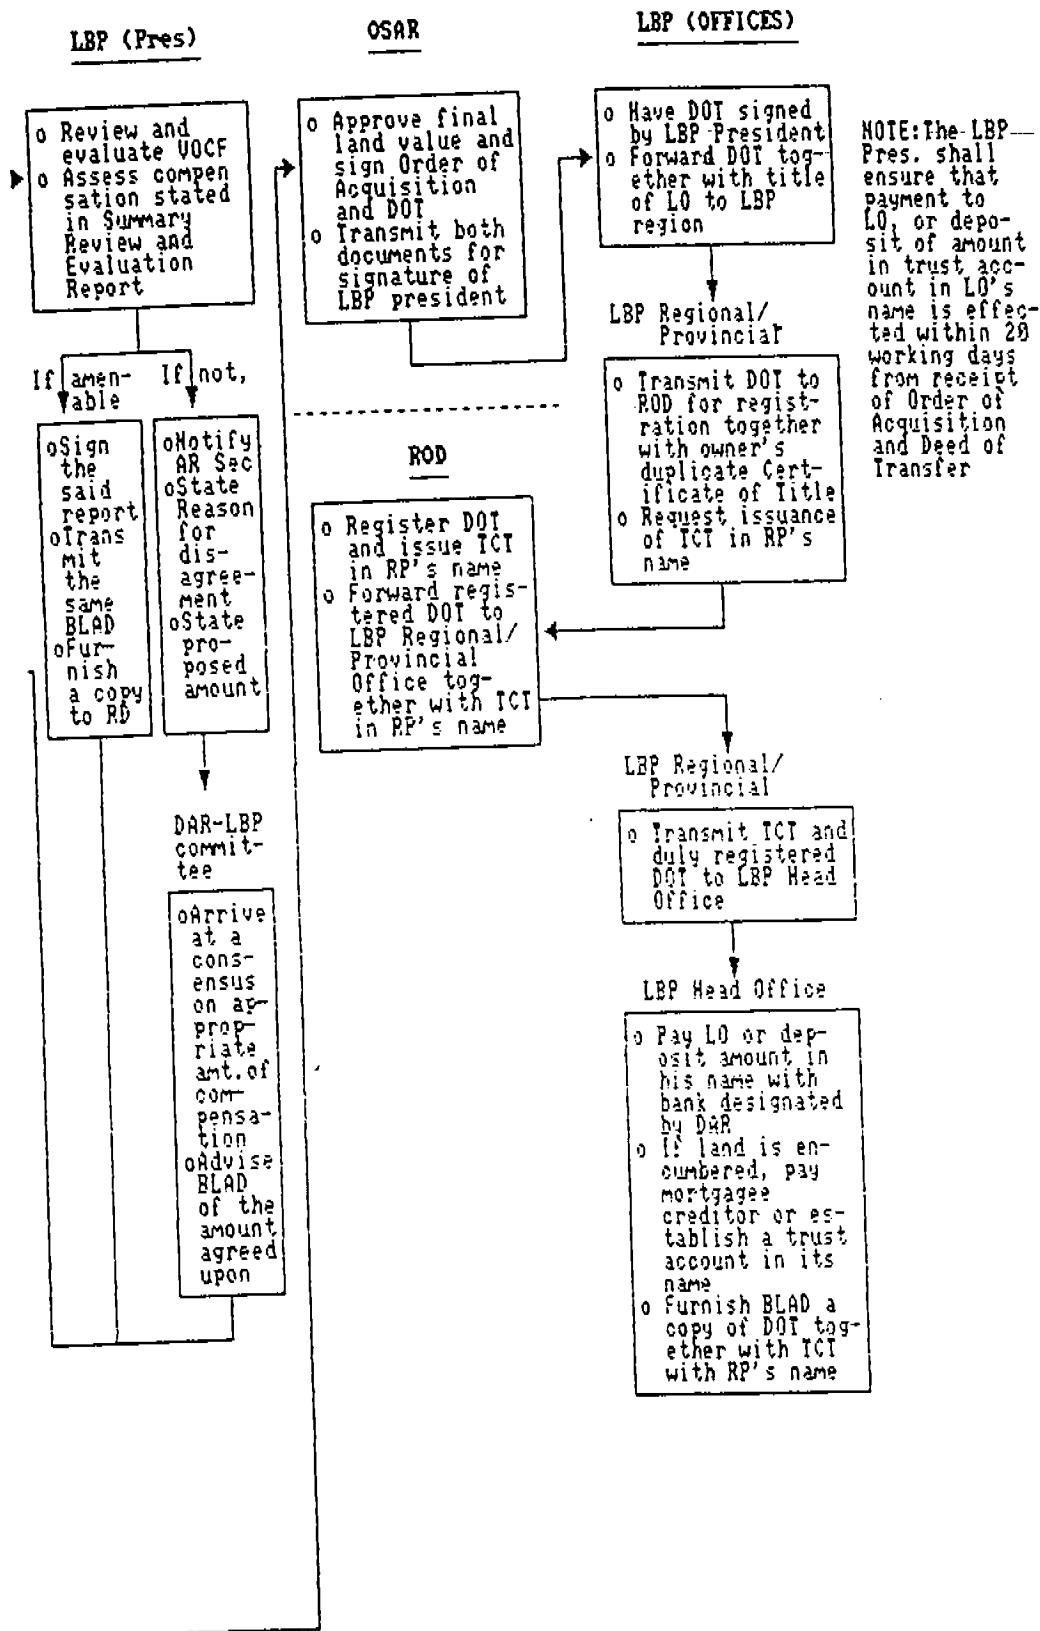 LBP (Pres)
o Review and
evaluate VOCF
o Assess compen
sation stated
in Summary
Review and
Evaluation
Report
If amen-
able
If not,
oSign
the
said
report
oTrans
mit
the
same
BLAD
oFur-
nish
a copy
to RD
oNotify
AR Sec
oState
Reason
for
dis-
agree-
ment
oState
pro-
posed
amount
DAR-LBP
commit-
tee
oArrive
at a
cons-
ensus
on ap-
prop-
riate
amt.of
com-
pensa-
tion
oAdvise
BLAD
of the
amount
agreed
upon
OSAR
o Approve final
land value and
sign Order of
Acquisition
and DOT
o Transmit both
documents for
signature of
LBP president
ROD
o Register DOT
and issue TCT
in RP's name
o Forward regis-
tered DOT to
LBP Regional/
Provincial
Office tog-
ether with TCT
in RP's name
LBP (OFFICES)
o Have DOT signed
by LBP President
o Forward DOT tog-
ether with title
of LO to LBP
region
LBP Regional/
Provincial
o Transmit DOT to
ROD for regist-
ration together
with owner's
duplicate Cert-
ificate of Title
o Request issuance
of TCT in RP's
name
LBP Regional/
Provincial
o Transmit TCT and
duly registered
DOT to LBP Head
Office
LBP Head Office
o Pay LO or dep-
osit amount in
his name with
bank designated
by DAR
o If land is en-
cumbered, pay
mortgagee
creditor or es-
tablish a trust
account in its
name
o Furnish BLAD a
copy of DOT tog-
ether with TCT
with RP's name
NOTE:The LBP
Pres. shall
ensure that
payment to
LO, or depo-
sit of amount
in trust acc-
ount in LO's
name is effec-
ted within 20
working days
from receipt
of Order of
Acquisition
and Deed of
Transfer